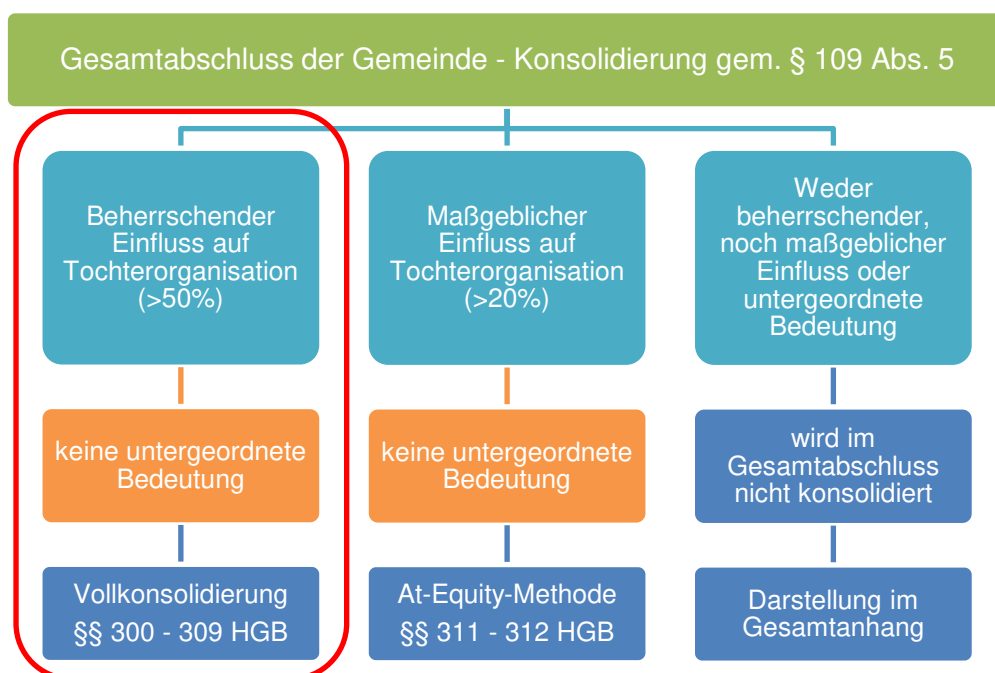 Gesamtabschluss der Gemeinde - Konsolidierung gem. § 109 Abs. 5
Beherrschender
Einfluss auf
Tochterorganisation
(>50%)
keine untergeordnete
Bedeutung
Vollkonsolidierung
§§ 300 - 309 HGB
Maßgeblicher
Einfluss auf
Tochterorganisation
(>20%)
keine untergeordnete
Bedeutung
At-Equity-Methode
§§ 311 - 312 HGB
Weder
beherrschender,
noch maßgeblicher
Einfluss oder
untergeordnete
Bedeutung
wird im
Gesamtabschluss
nicht konsolidiert
Darstellung im
Gesamtanhang